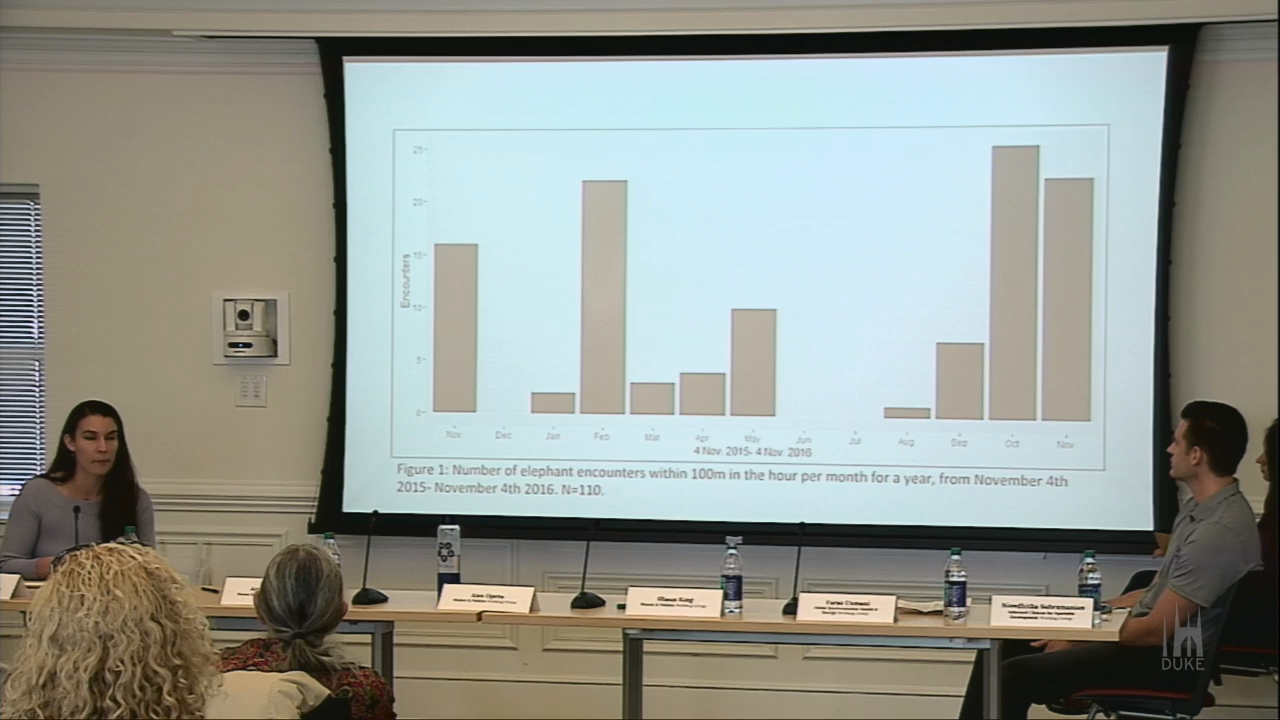 25
20
15
10
5
0
Encounters
Nov Dec Jan Feb Mar Apr May Jun Jul Aug Sep Oct Nov
4 Nov. 2015- 4 Nov. 2016
Figure 1: Number of elephant encounters within 100m in the hour per month for a year, from November 4th
2015- November 4th 2016. N=110.
Shaun King
DUKE